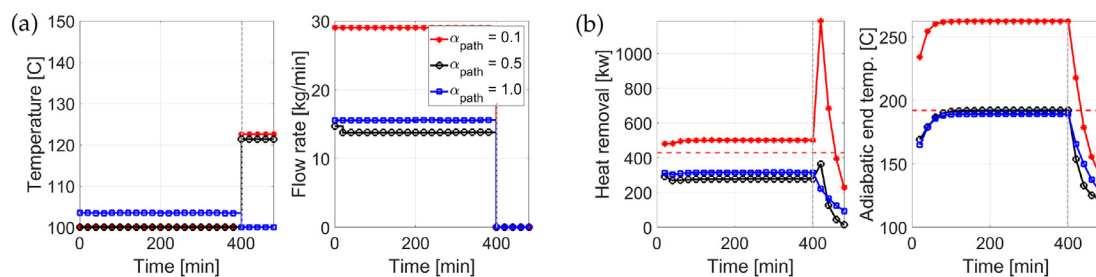 (a)
150
140
130
120
110
100
Temperature [C]
0
200
400
Time [min]
30
20
10
0
Flow rate [kg/min]
α_path = 0.1
α_path = 0.5
α_path = 1.0
0
200
400
Time [min]
(b)
1000
800
600
400
200
0
Heat removal [kw]
0
200
400
Time [min]
250
200
150
100
Adiabatic end temp. [C]
0
200
400
Time [min]